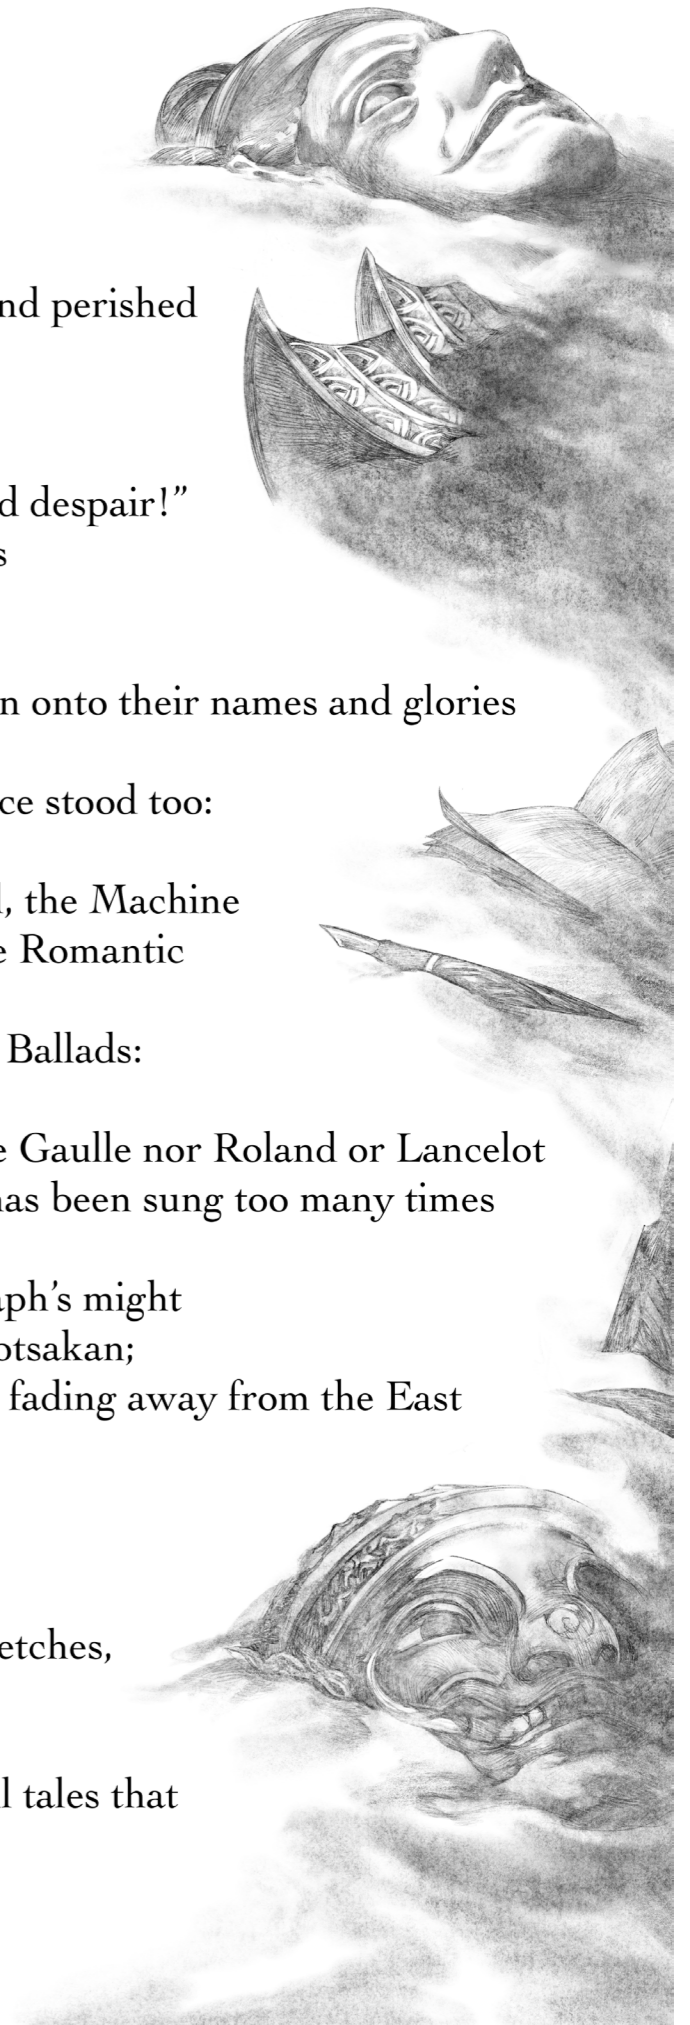 nd perished
d despair!”
s
n onto their names and glories
ce stood too:
l, the Machine
e Romantic
Ballads:
e Gaulle nor Roland or Lancelot
has been sung too many times
aph’s might
otsakan;
fading away from the East
etches,
l tales that